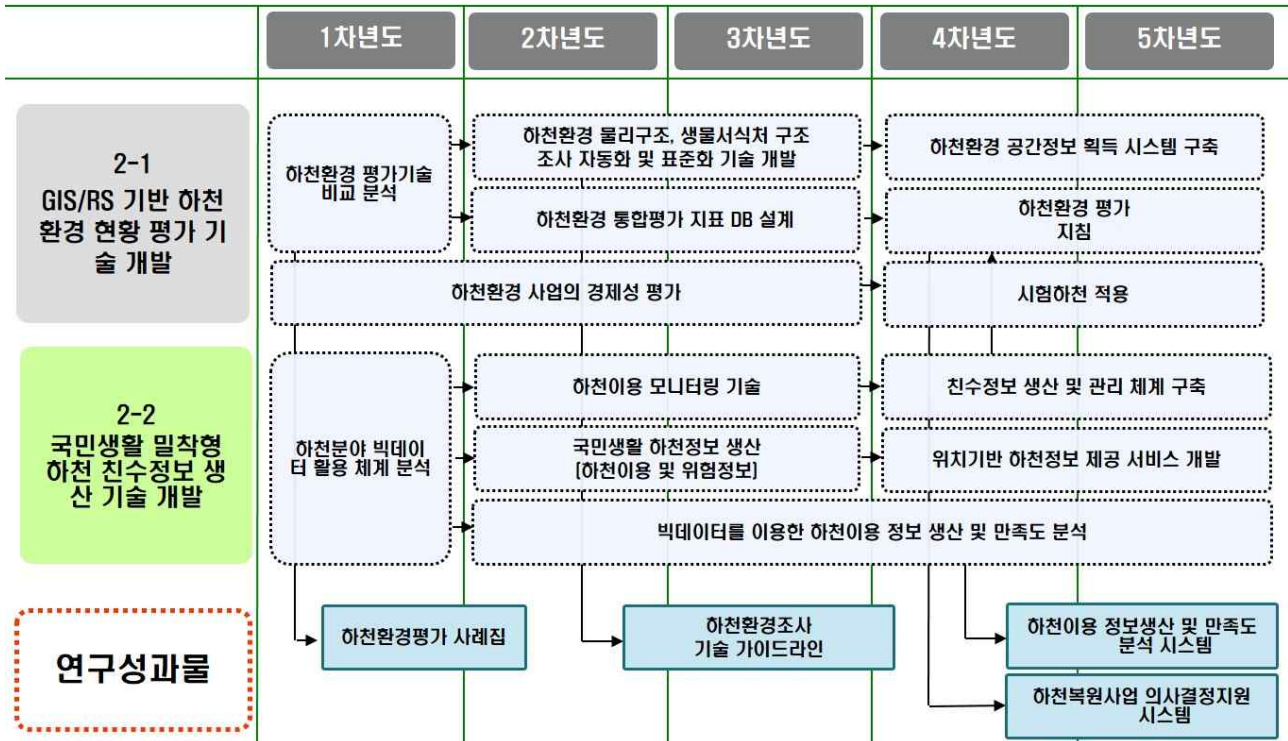 1차년도
2차년도
3차년도
4차년도
5차년도
2-1
GIS/RS 기반 하천
환경 현황 평가 기
술 개발
하천환경 평가기술
비교 분석
하천환경 물리구조, 생물서식처 구조
조사 자동화 및 표준화 기술 개발
하천환경 공간정보 획득 시스템 구축
하천환경 통합평가 지표 DB 설계
하천환경 평가
지침
하천환경 사업의 경제성 평가
시험하천 적용
2-2
국민생활 밀착형
하천 친수정보 생
산 기술 개발
하천분야 빅데이
터 활용 체계 분석
하천이용 모니터링 기술
친수정보 생산 및 관리 체계 구축
국민생활 하천정보 생산
[하천이용 및 위험정보]
위치기반 하천정보 제공 서비스 개발
빅데이터를 이용한 하천이용 정보 생산 및 만족도 분석
연구성과물
하천환경평가 사례집
하천환경조사
기술 가이드라인
하천이용 정보생산 및 만족도
분석 시스템
하천복원사업 의사결정지원
시스템